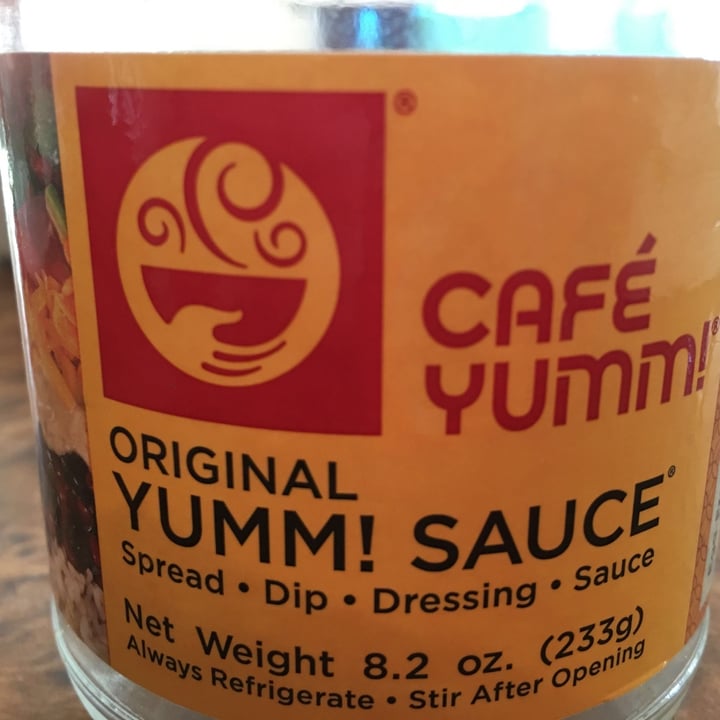 CAFÉ
YUMM!®
ORIGINAL
YUMM! SAUCE®
Spread • Dip • Dressing • Sauce
Net Weight 8.2 oz. (233g)
Always Refrigerate • Stir After Opening